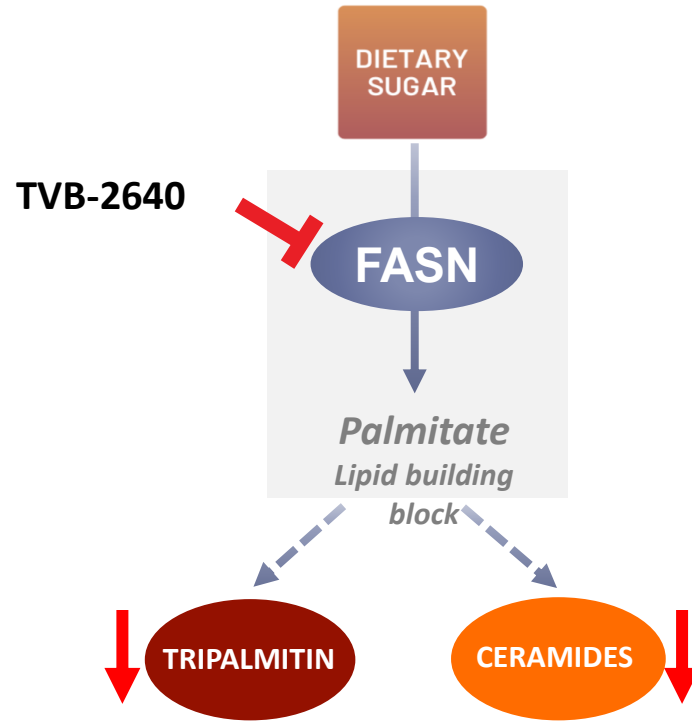 DIETARY
SUGAR
TVB-2640
FASN
Palmitate
Lipid building
block
TRIPALMITIN
CERAMIDES